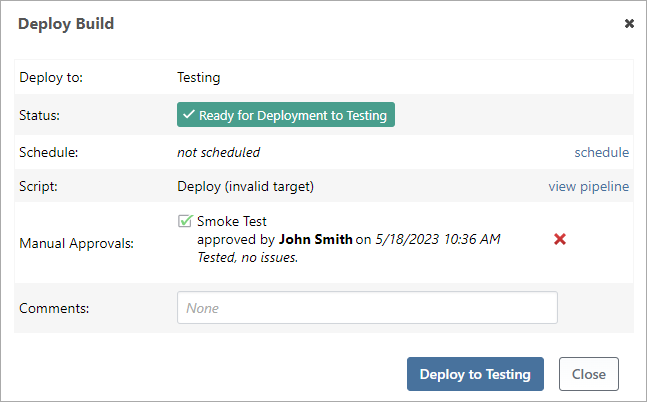 Deploy Build
Deploy to: Testing
Status: Ready for Deployment to Testing
Schedule: not scheduled schedule
Script: Deploy (invalid target) view pipeline
Manual Approvals:
Smoke Test
approved by John Smith on 5/18/2023 10:36 AM
Tested, no issues.
Comments: None
Deploy to Testing Close